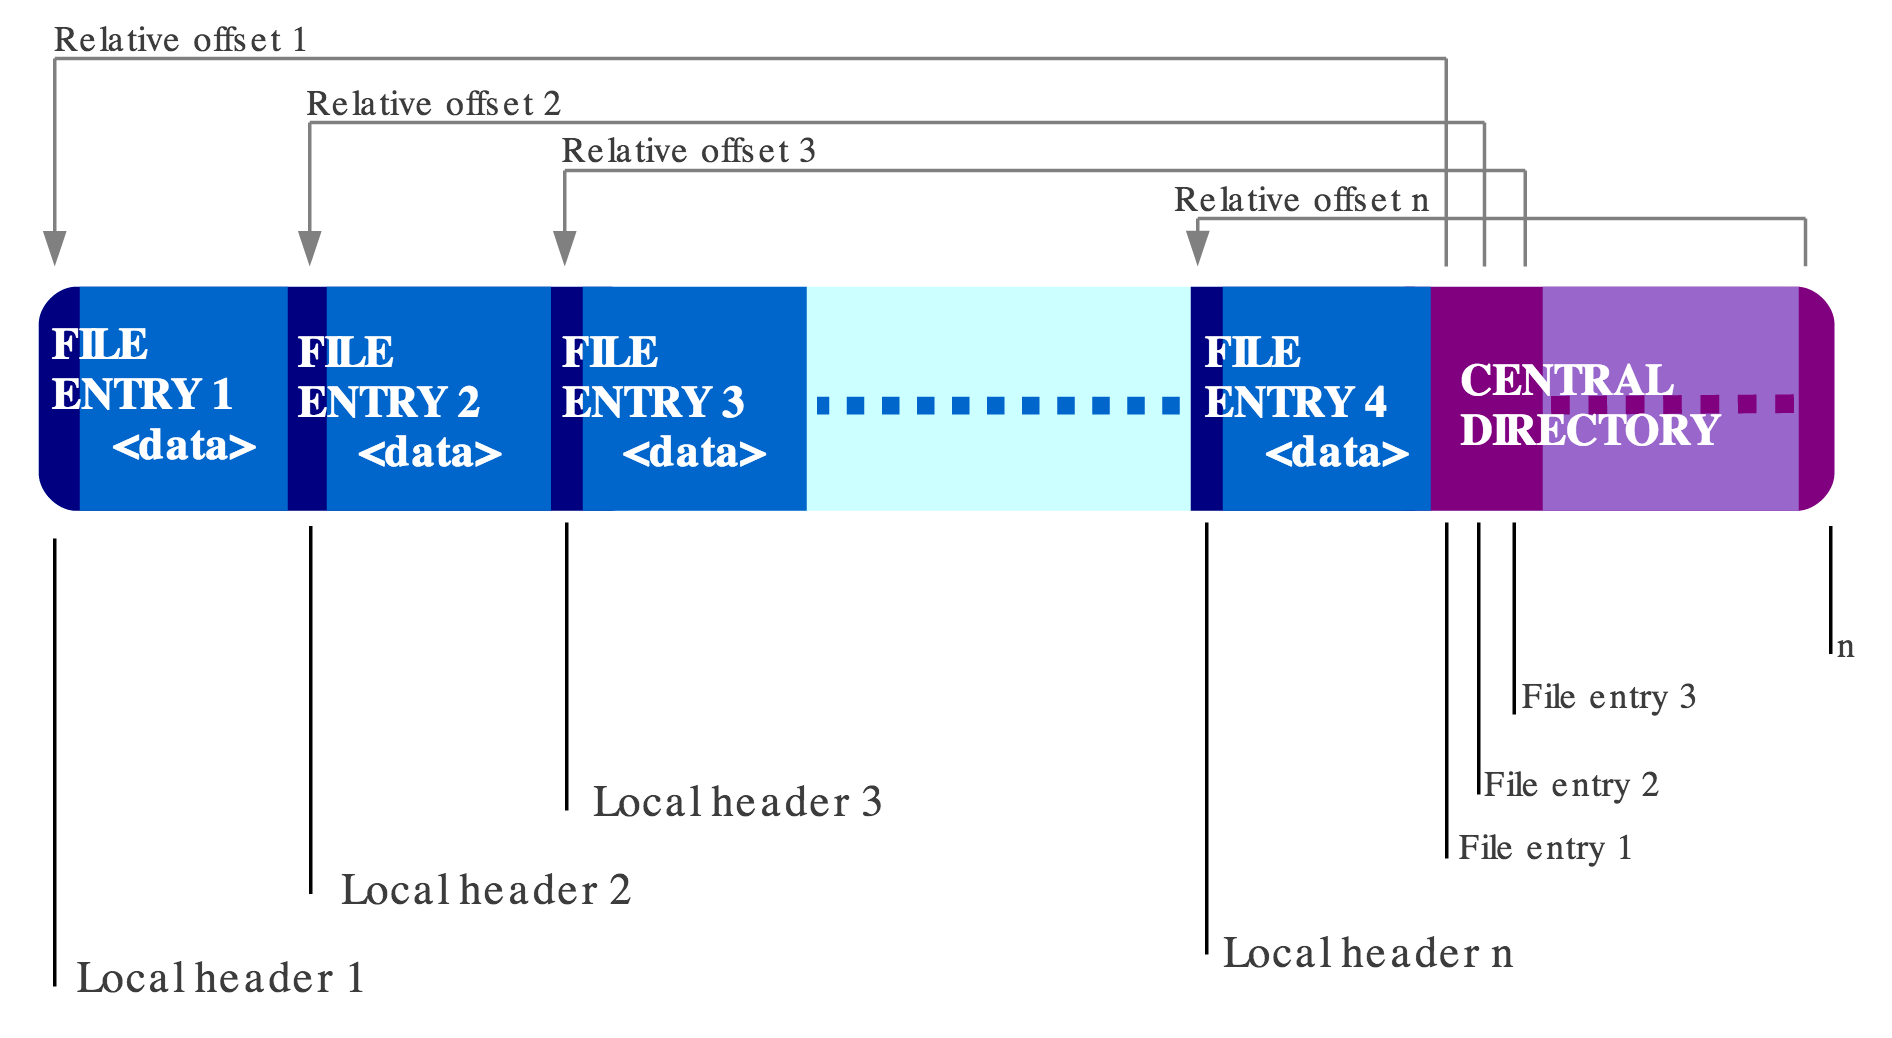 Relative offset 1
Relative offset 2
Relative offset 3
Relative offset n
FILE
ENTRY 1
<data>
FILE
ENTRY 2
<data>
FILE
ENTRY 3
<data>
FILE
ENTRY 4
<data>
CENTRAL
DIRECTORY
n
File entry 3
File entry 2
File entry 1
Local header 3
Local header 2
Local header n
Local header 1